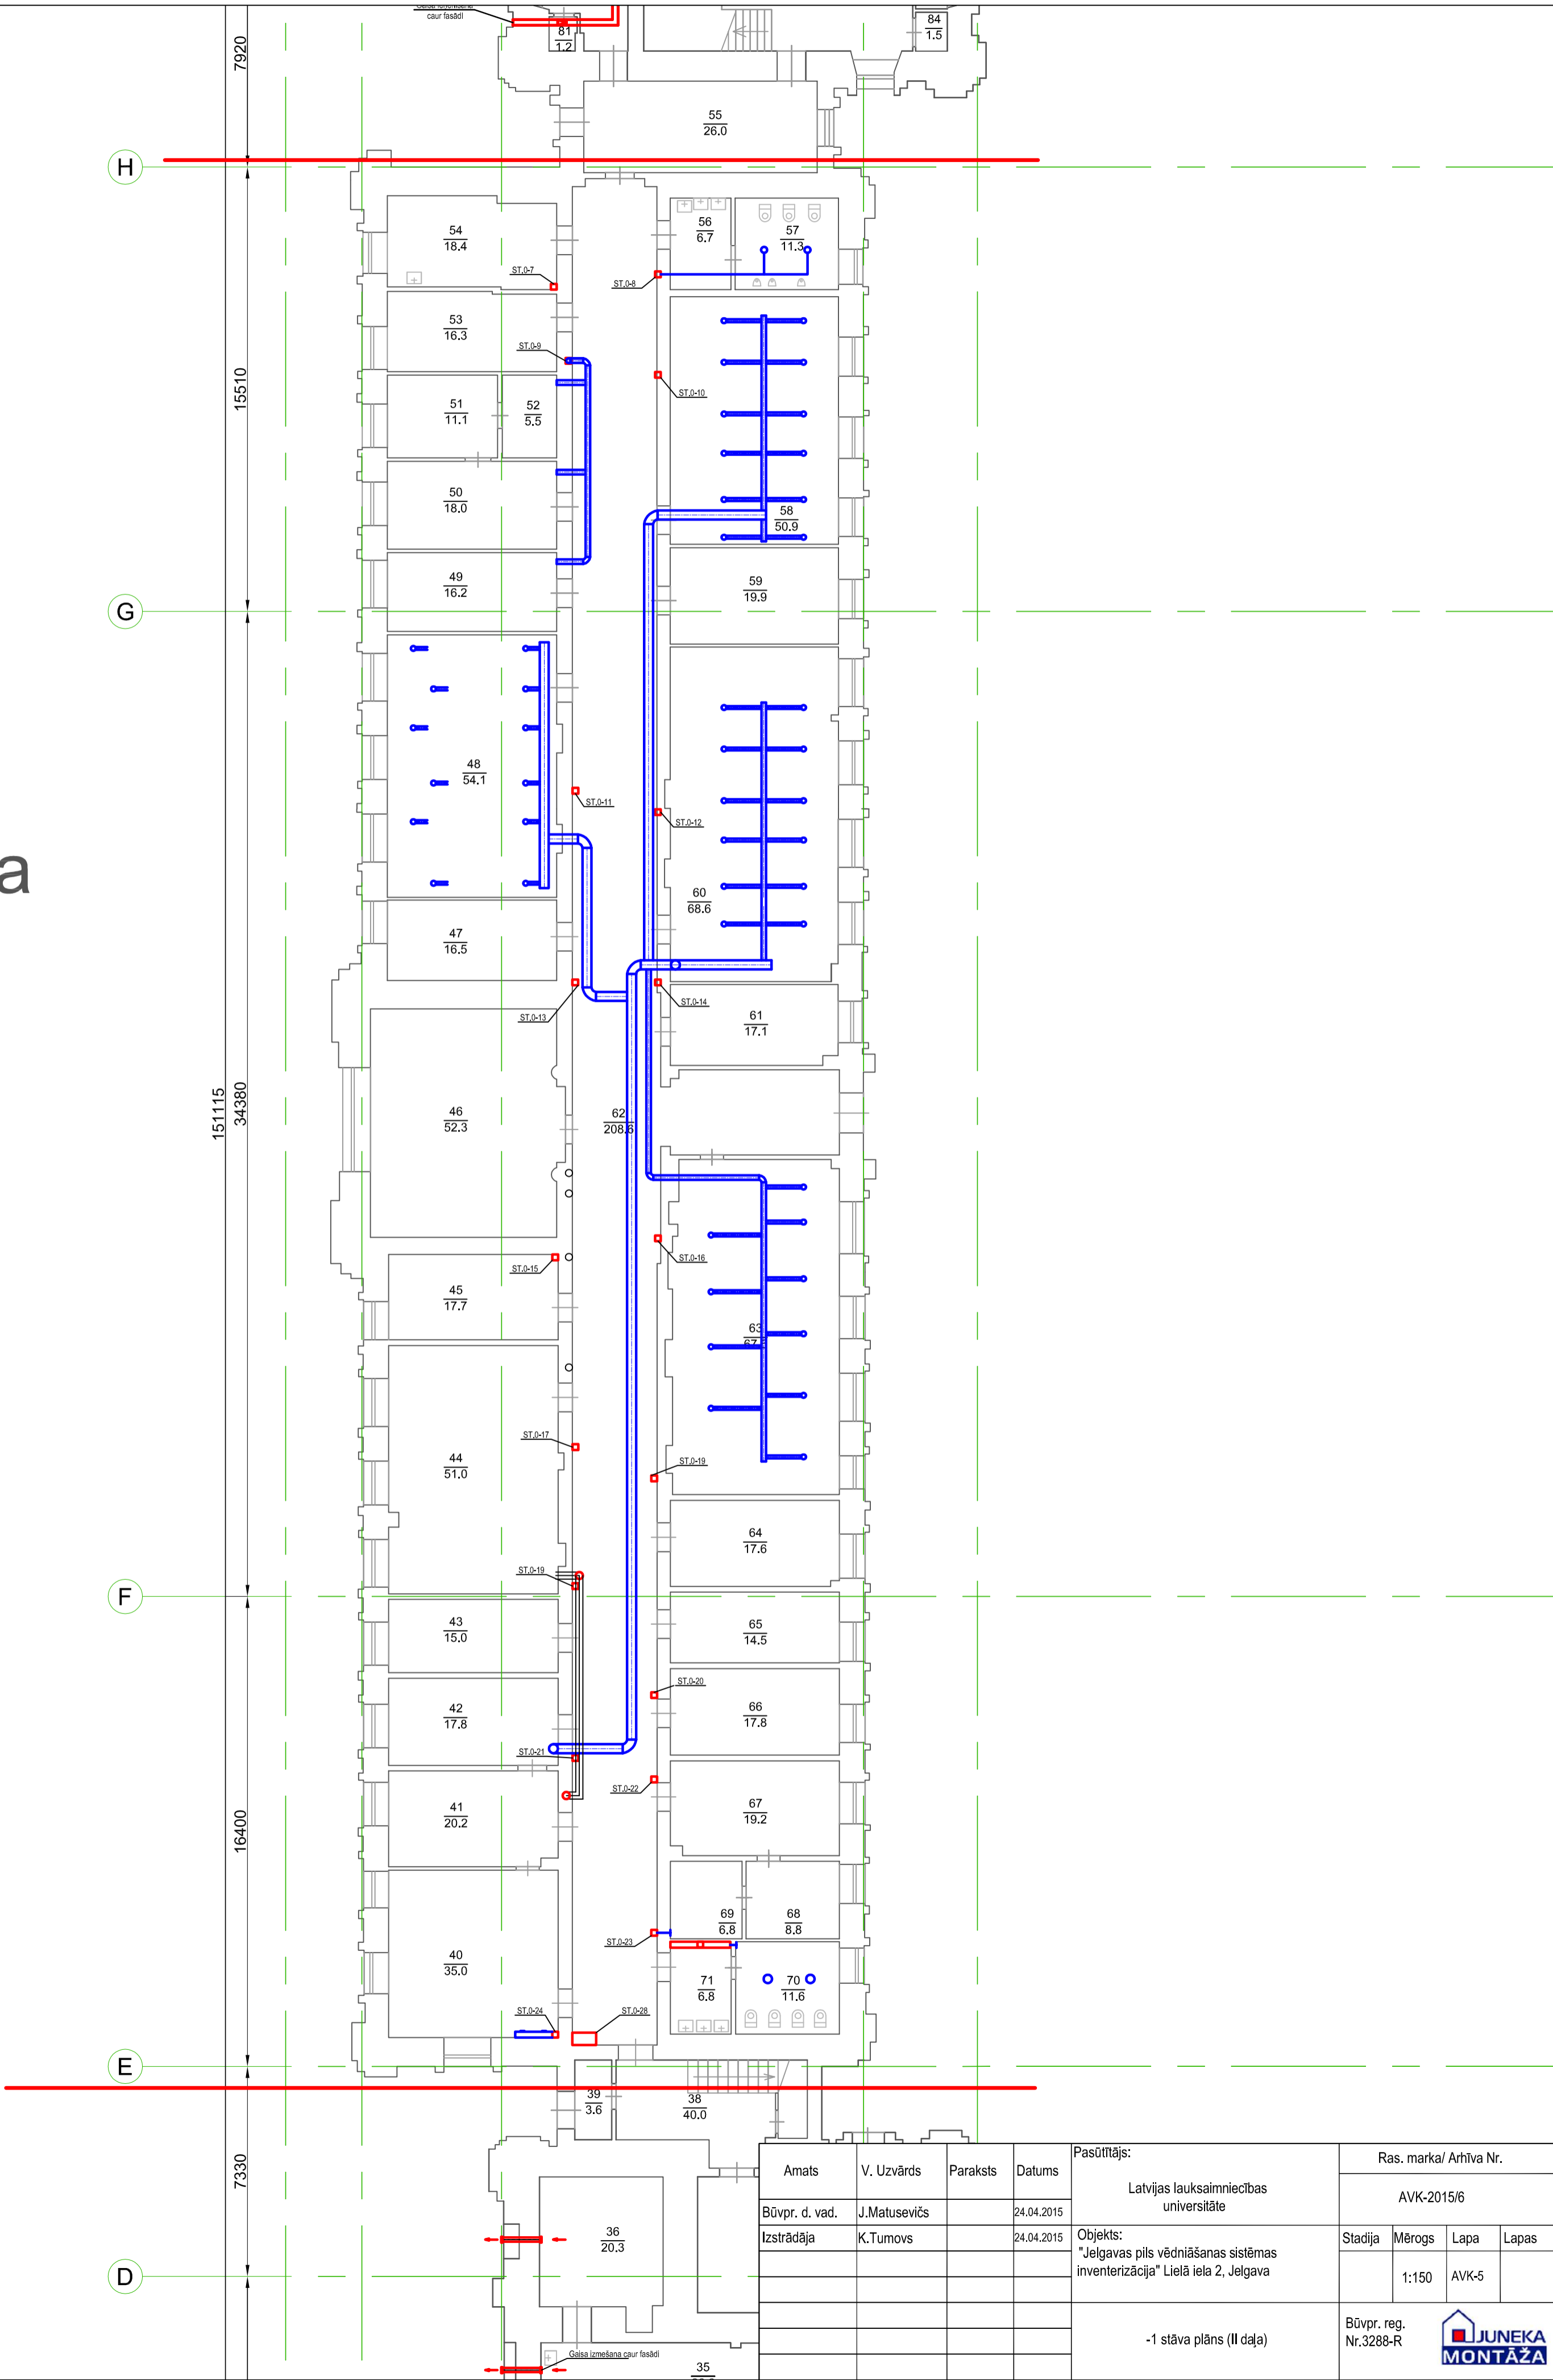 caur fasādi
81
1.2
84
1.5
7920
55
26.0
H
54
18.4
56
6.7
57
11.3
ST.0-7
ST.0-8
53
16.3
ST.0-9
15510
ST.0-10
51
11.1
52
5.5
50
18.0
58
50.9
49
16.2
59
19.9
G
48
54.1
ST.0-11
ST.0-12
a
60
68.6
47
16.5
ST.0-13
ST.0-14
61
17.1
151115
34380
46
52.3
62
208.6
ST.0-15
ST.0-16
45
17.7
63
ST.0-17
44
51.0
ST.0-19
64
17.6
ST.0-19
F
43
15.0
65
14.5
ST.0-20
42
17.8
66
17.8
ST.0-21
ST.0-22
41
20.2
67
19.2
16400
69
6.8
68
8.8
ST.0-23
40
35.0
71
6.8
70
11.6
ST.0-24
ST.0-28
E
39
3.6
38
40.0
7330
36
20.3
D
Gaisa izmešana caur fasādi
35
Amats
V. Uzvārds
Paraksts
Datums
Būvpr. d. vad.
J.Matusevičs
24.04.2015
Izstrādāja
K.Tumovs
24.04.2015
Pasūtītājs:
Latvijas lauksaimniecības
universitāte
Objekts:
"Jelgavas pils vēdniāšanas sistēmas
inventerizācija" Lielā iela 2, Jelgava
-1 stāva plāns (II daļa)
Ras. marka/ Arhīva Nr.
AVK-2015/6
Stadija
Mērogs
Lapa
Lapas
1:150
AVK-5
Būvpr. reg.
Nr.3288-R
JUNEKA
MONTĀŽA